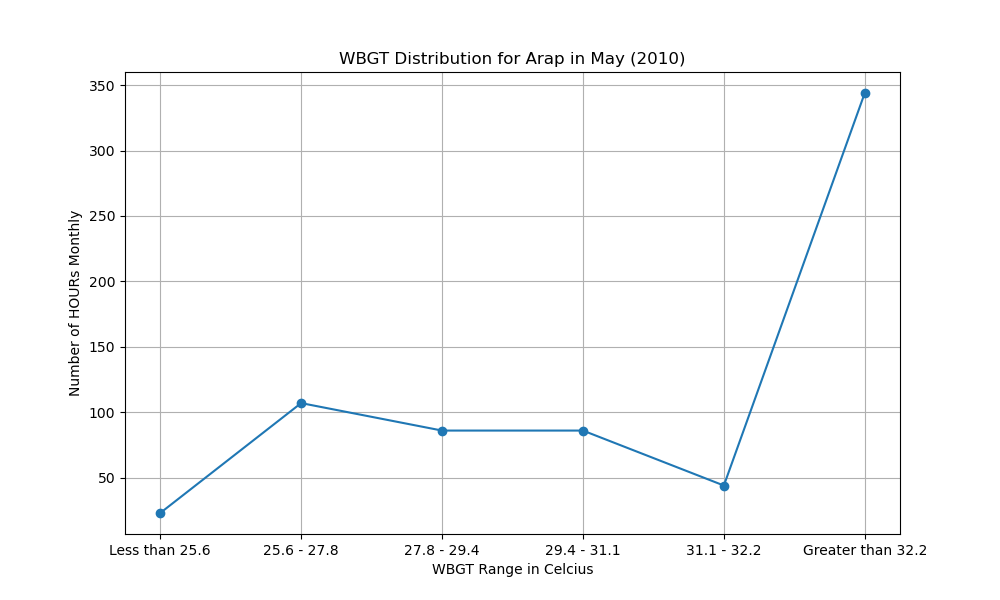 WBGT Distribution for Arap in May (2010)
350
300
250
200
150
100
50
Number of HOURs Monthly
Less than 25.6
25.6 - 27.8
27.8 - 29.4
29.4 - 31.1
31.1 - 32.2
Greater than 32.2
WBGT Range in Celcius